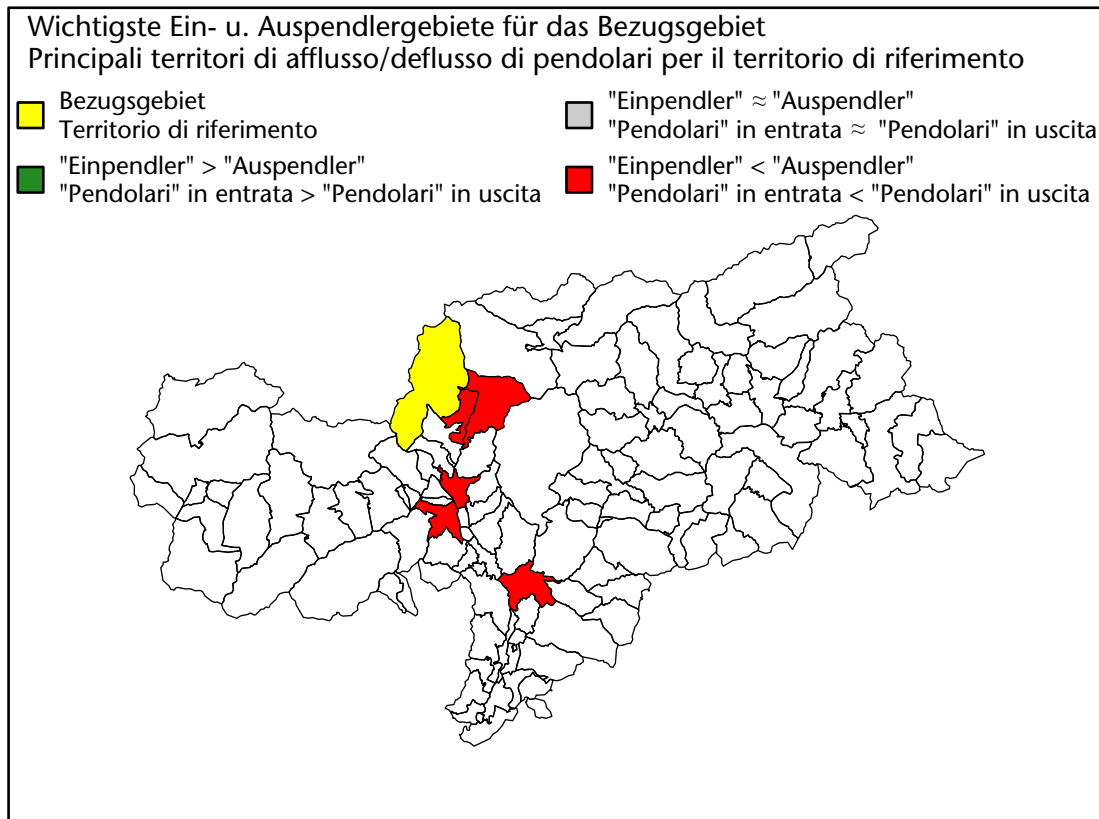 Wichtigste Ein- u. Auspendlergebiete für das Bezugsgebiet
Principali territori di afflusso/deflusso di pendolari per il territorio di riferimento
Bezugsgebiet
Territorio di riferimento
"Einpendler" > "Auspendler"
"Pendolari" in entrata > "Pendolari" in uscita
"Einpendler" ≈ "Auspendler"
"Pendolari" in entrata ≈ "Pendolari" in uscita
"Einpendler" < "Auspendler"
"Pendolari" in entrata < "Pendolari" in uscita